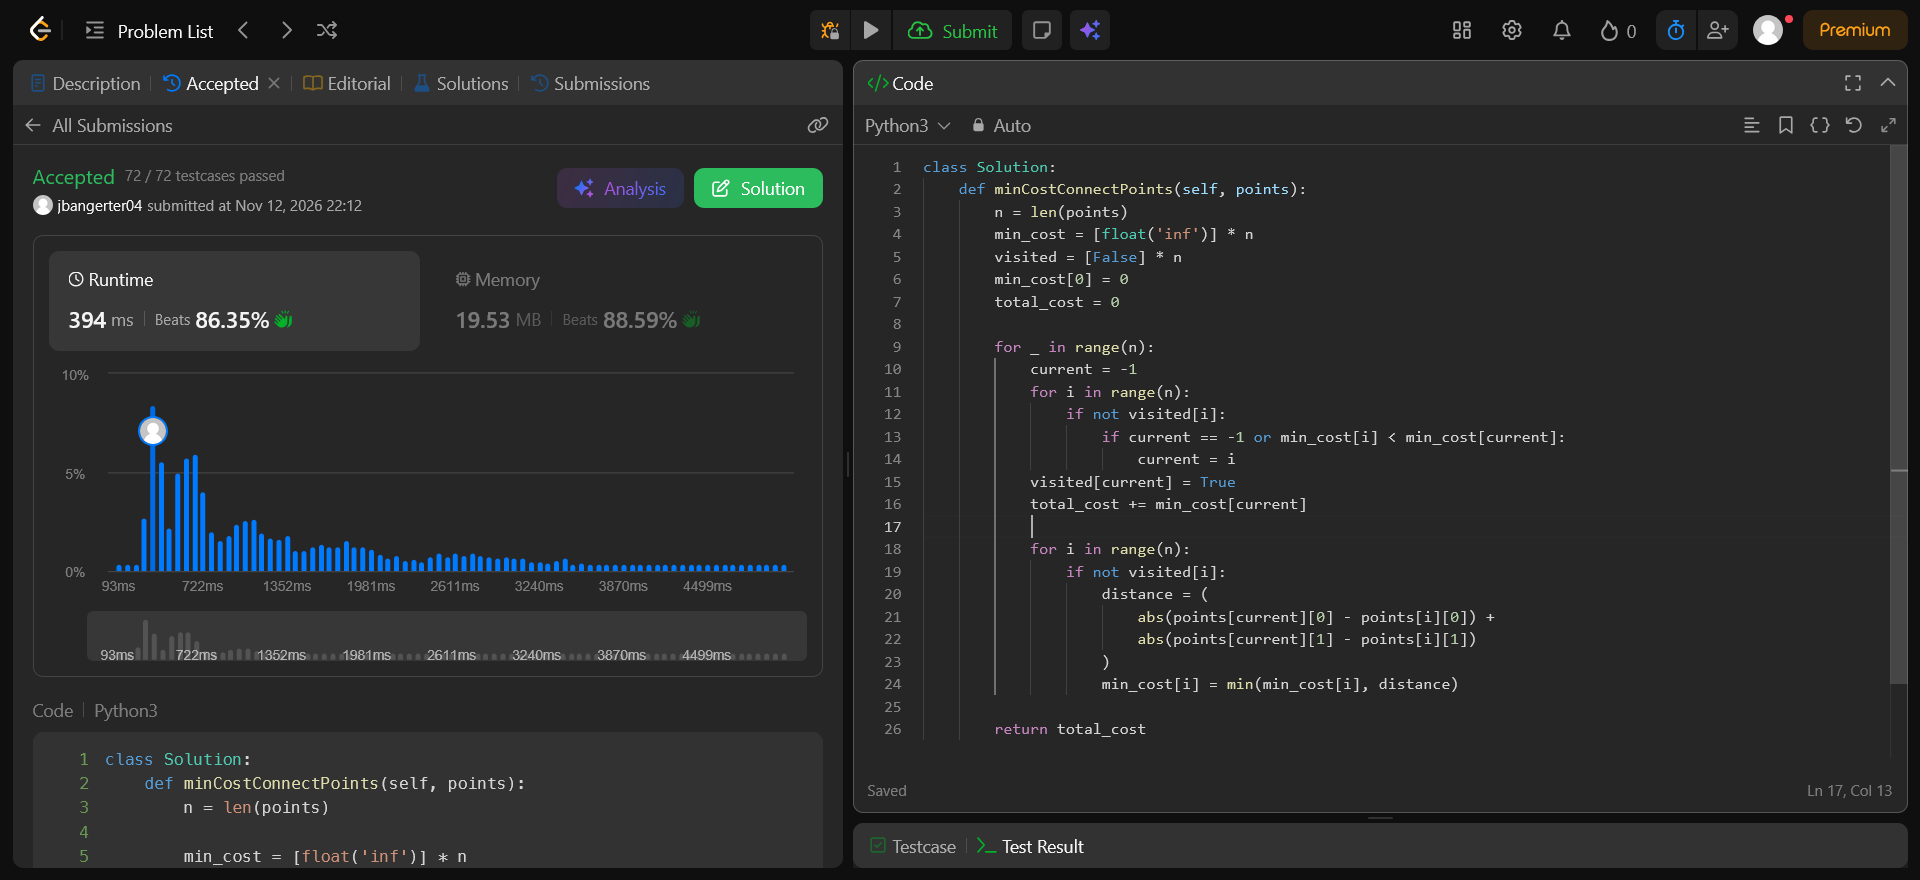 Problem List
Submit
0
Premium
Description
Accepted
Editorial
Solutions
Submissions
All Submissions
Accepted 72 / 72 testcases passed
jbangerter04 submitted at Nov 12, 2026 22:12
Analysis
Solution
Runtime
394 ms Beats 86.35%
Memory
19.53 MB Beats 88.59%
10%
5%
0%
93ms 722ms 1352ms 1981ms 2611ms 3240ms 3870ms 4499ms
93ms 722ms 1352ms 1981ms 2611ms 3240ms 3870ms 4499ms
Code Python3
1 class Solution:
2     def minCostConnectPoints(self, points):
3         n = len(points)
4
5         min_cost = [float('inf')] * n
</> Code
Python3 Auto
1 class Solution:
2     def minCostConnectPoints(self, points):
3         n = len(points)
4         min_cost = [float('inf')] * n
5         visited = [False] * n
6         min_cost[0] = 0
7         total_cost = 0
8
9         for _ in range(n):
10             current = -1
11             for i in range(n):
12                 if not visited[i]:
13                     if current == -1 or min_cost[i] < min_cost[current]:
14                         current = i
15             visited[current] = True
16             total_cost += min_cost[current]
17
18             for i in range(n):
19                 if not visited[i]:
20                     distance = (
21                         abs(points[current][0] - points[i][0]) +
22                         abs(points[current][1] - points[i][1])
23                     )
24                     min_cost[i] = min(min_cost[i], distance)
25
26         return total_cost
Saved
Ln 17, Col 13
Testcase
Test Result